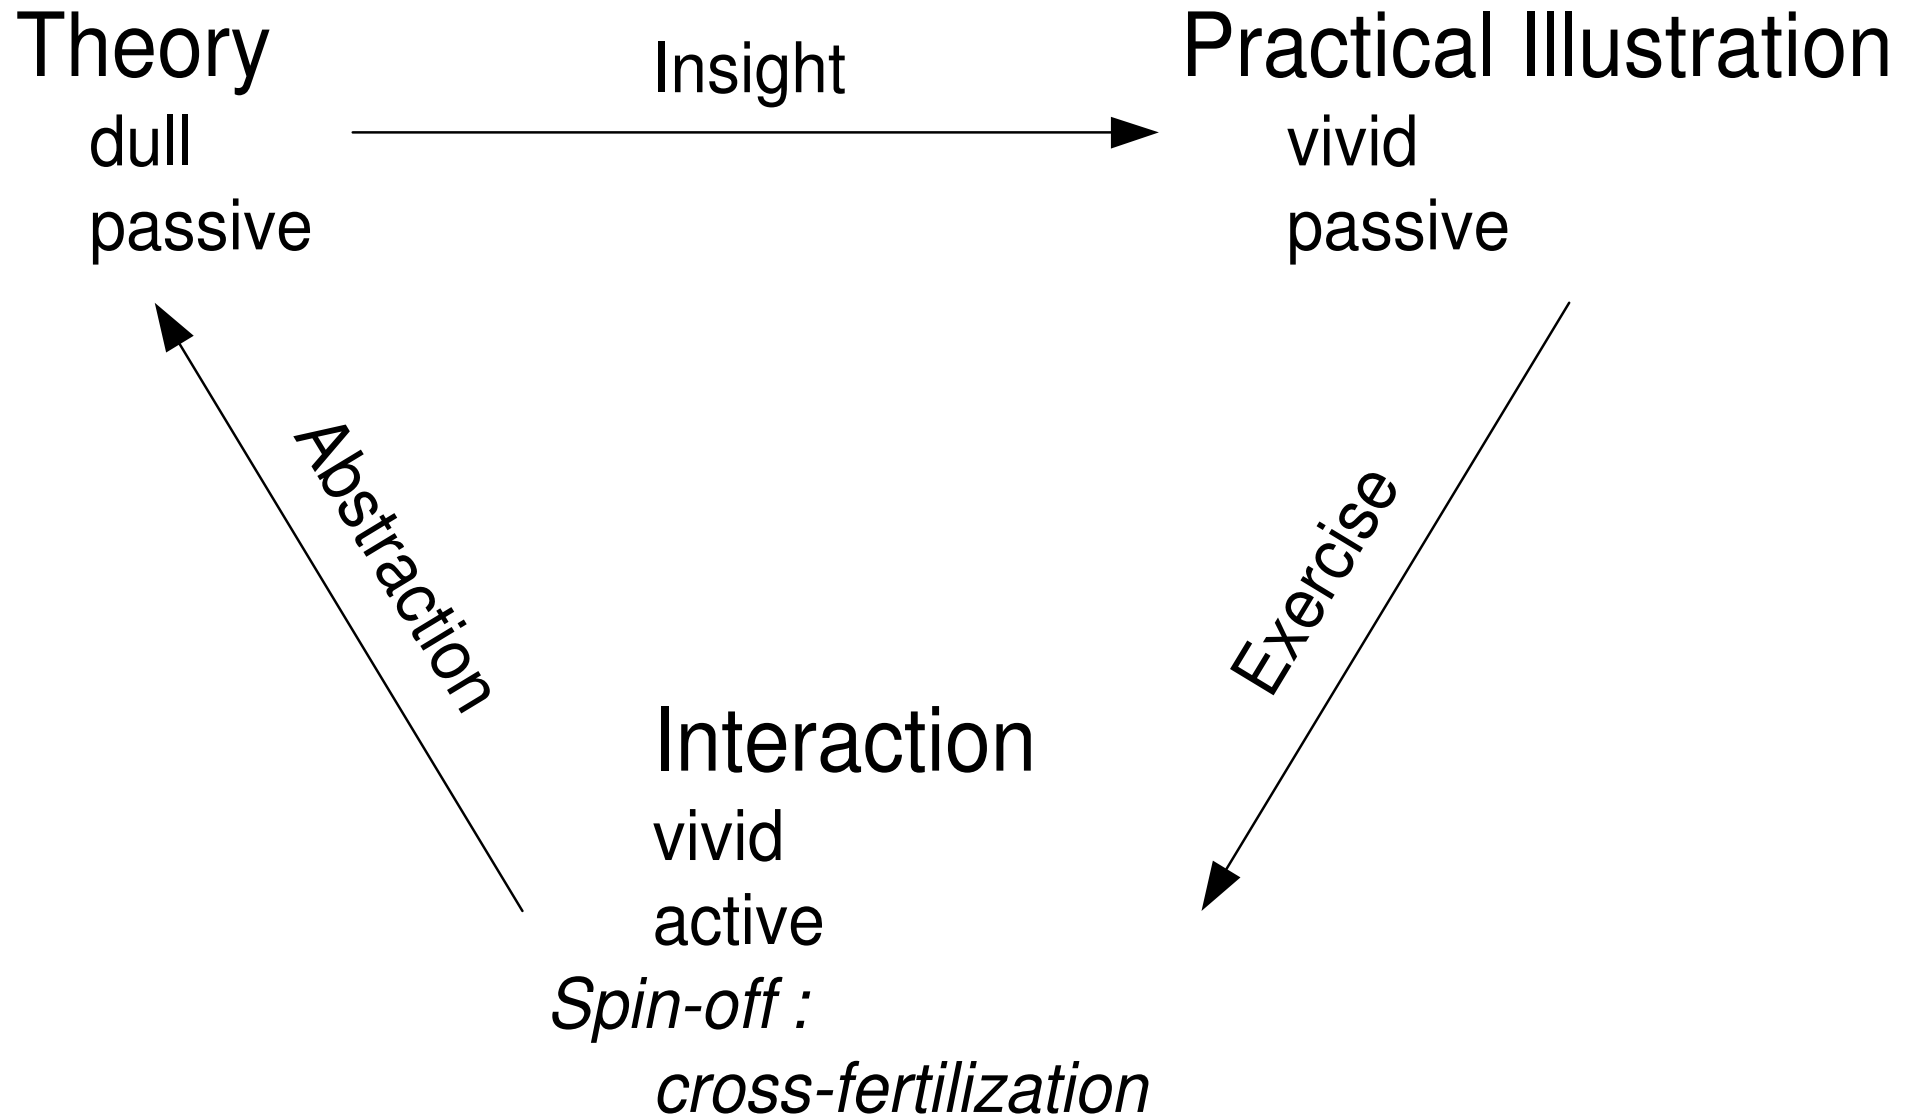 Theory
dull
passive
Insight
Practical Illustration
vivid
passive
Abstraction
Exercise
Interaction
vivid
active
Spin-off :
cross-fertilization